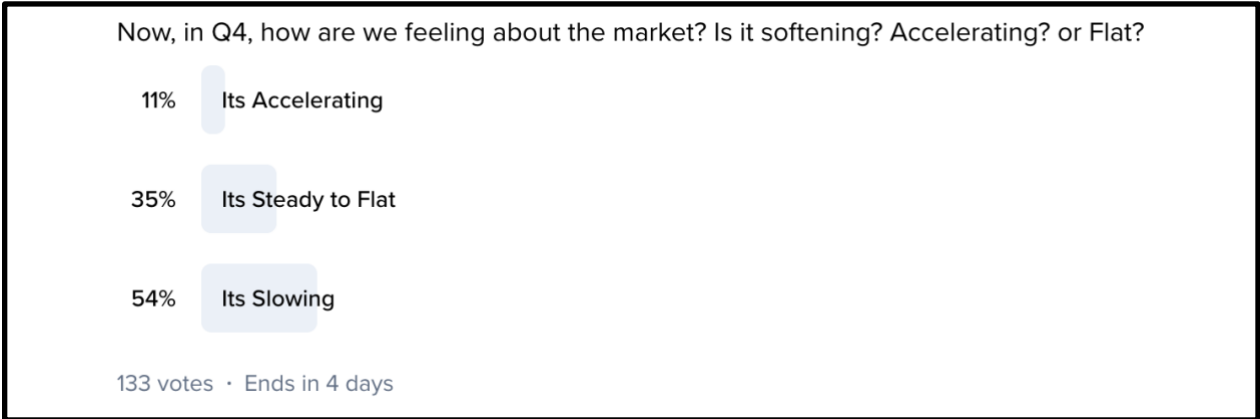 Now, in Q4, how are we feeling about the market? Is it softening? Accelerating? or Flat?
11% Its Accelerating
35% Its Steady to Flat
54% Its Slowing
133 votes · Ends in 4 days